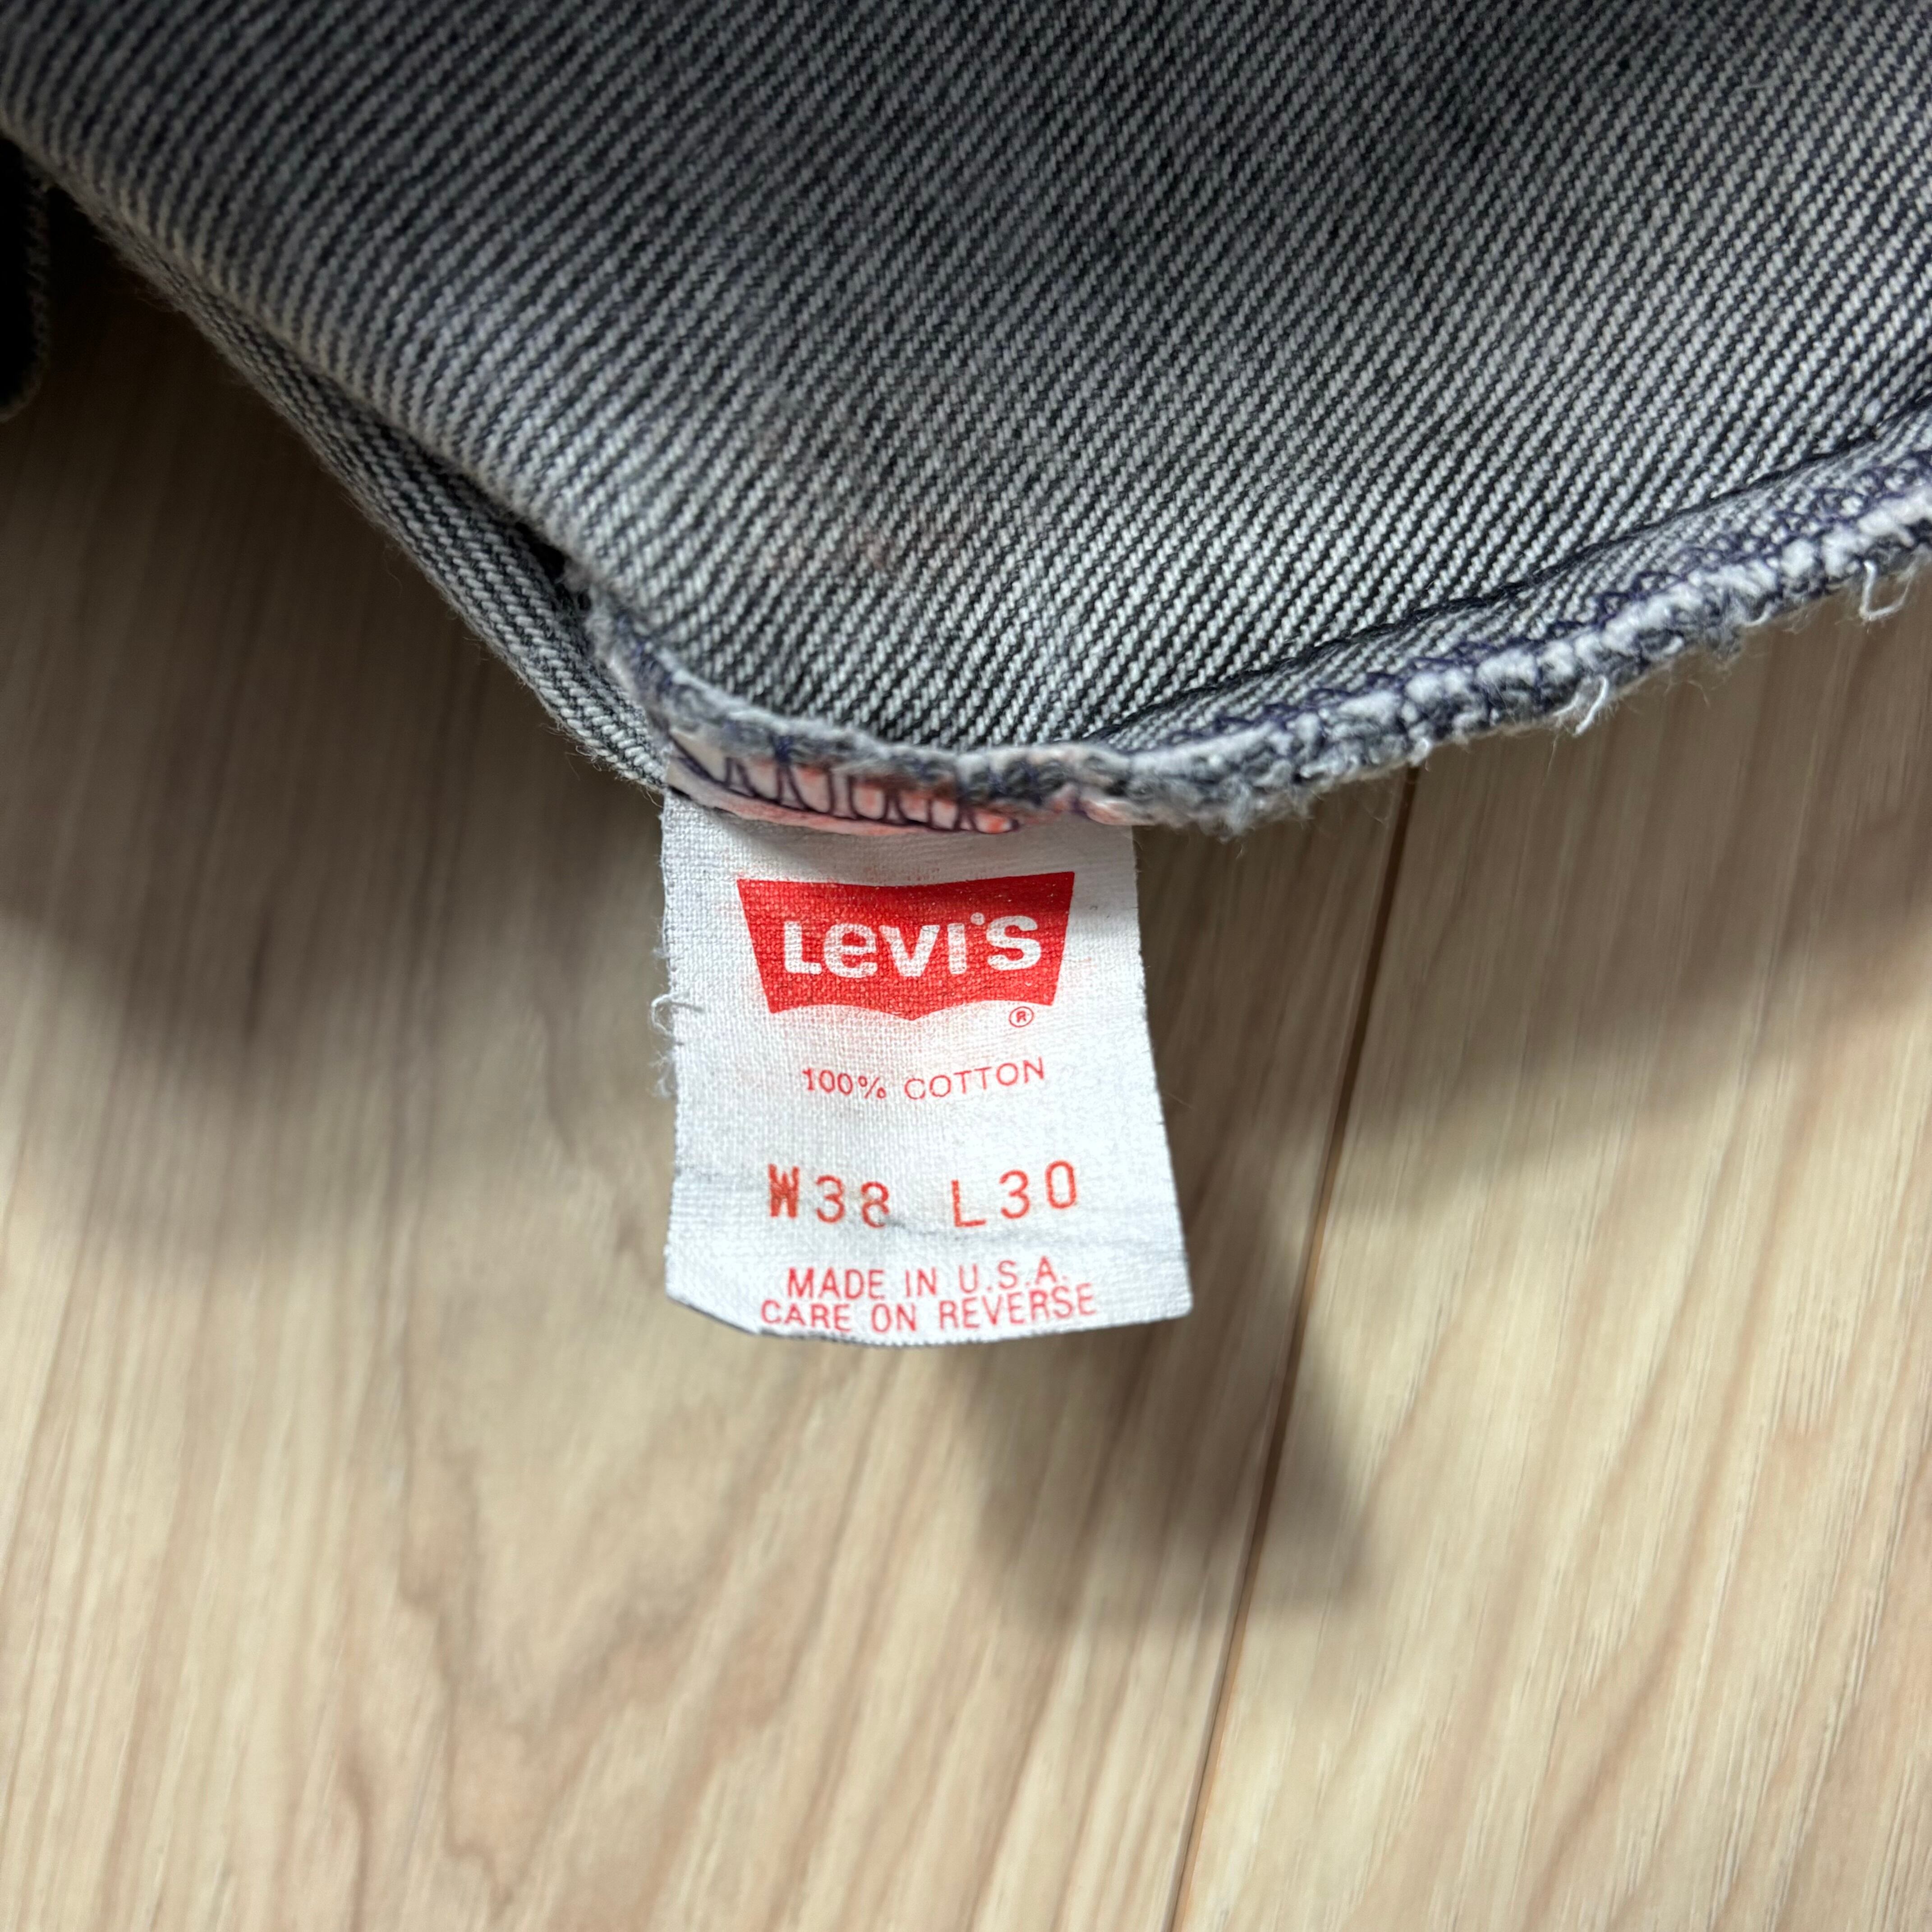 Levi's
®
100% COTTON
W38 L30
MADE IN U.S.A.
CARE ON REVERSE